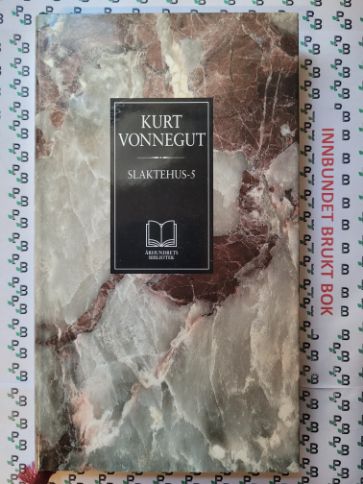 KURT
VONNEGUT
SLAKTEHUS-5
ÅRHUNDRETS
BIBLIOTEK
INNBUNDET BRUKT BOK